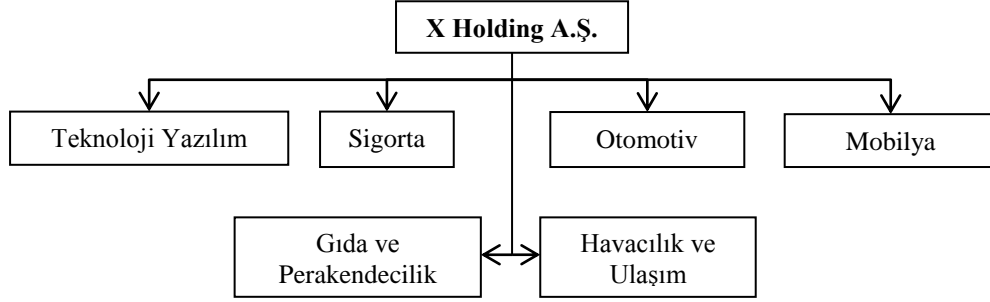 X Holding A.Ş.
Teknoloji Yazılım
Sigorta
Otomotiv
Mobilya
Gıda ve
Perakendecilik
Havacılık ve
Ulaşım